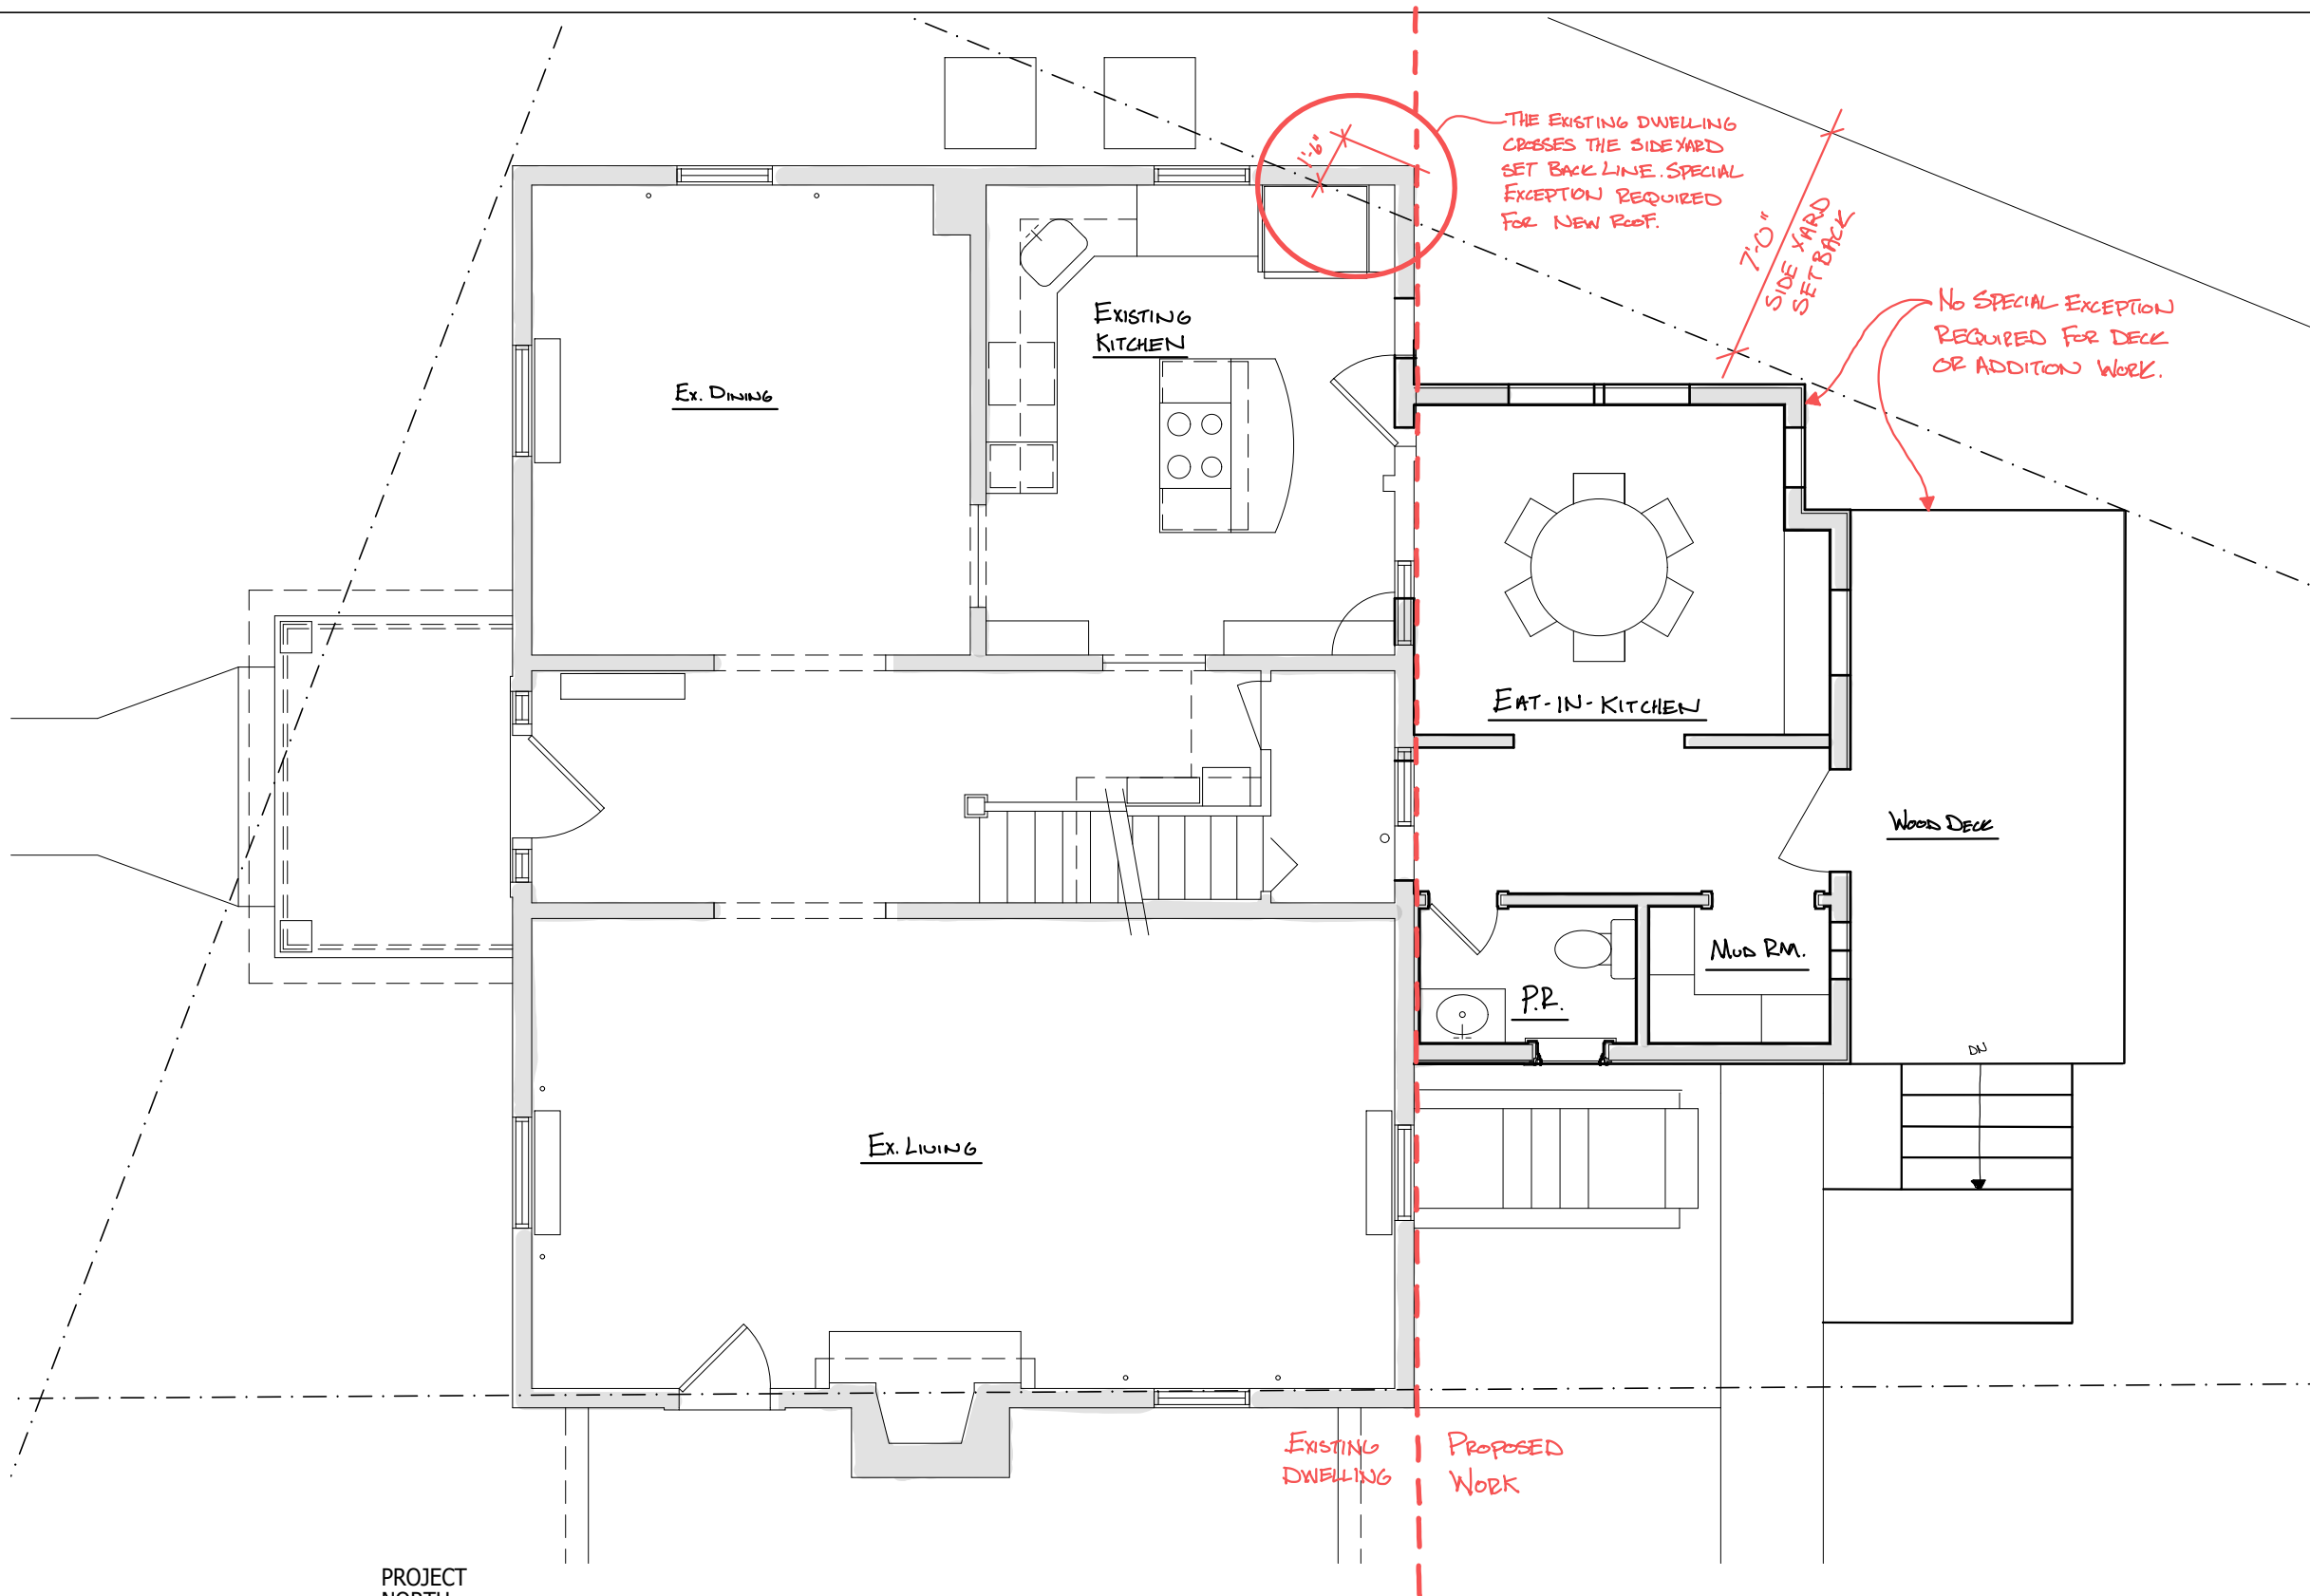 1'-6"
THE EXISTING DWELLING
CROSSES THE SIDE YARD
SET BACK LINE. SPECIAL
EXCEPTION REQUIRED
FOR NEW ROOF.
7'-0"
SIDE YARD
SETBACK
NO SPECIAL EXCEPTION
REQUIRED FOR DECK
OR ADDITION WORK.
EXISTING
KITCHEN
EX. DINING
EAT-IN-KITCHEN
WOOD DECK
MUD RM.
P.R.
DN
EX. LIVING
EXISTING
DWELLING
PROPOSED
WORK
PROJECT
NORTH